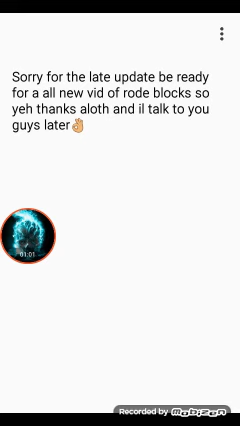 Sorry for the late update be ready
for a all new vid of rode blocks so
yeh thanks aloth and il talk to you
guys later👌
01:01
Recorded by mobizen